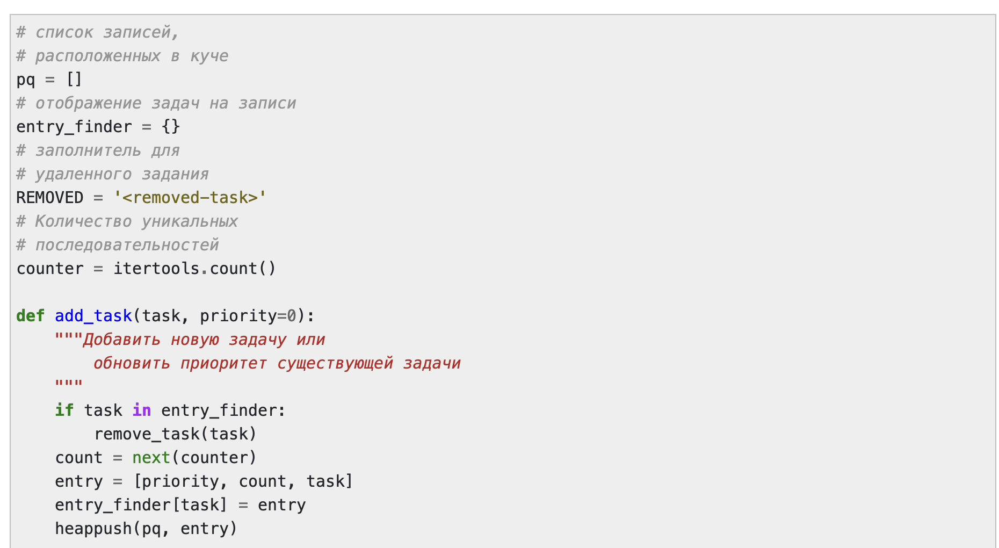 # список записей,
# расположенных в куче
pq = []
# отображение задач на записи
entry_finder = {}
# заполнитель для
# удаленного задания
REMOVED = '<removed-task>'
# Количество уникальных
# последовательностей
counter = itertools.count()

def add_task(task, priority=0):
    """Добавить новую задачу или
        обновить приоритет существующей задачи
    """
    if task in entry_finder:
        remove_task(task)
    count = next(counter)
    entry = [priority, count, task]
    entry_finder[task] = entry
    heappush(pq, entry)